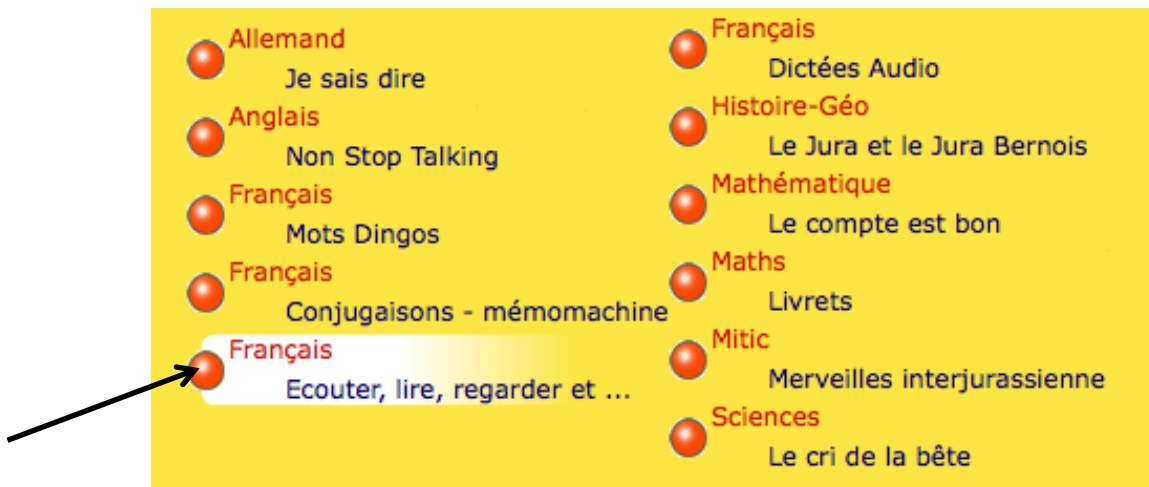 Allemand
Je sais dire
Anglais
Non Stop Talking
Français
Mots Dingos
Français
Conjugaisons - mémomachine
Français
Ecouter, lire, regarder et ...
Français
Dictées Audio
Histoire-Géo
Le Jura et le Jura Bernois
Mathématique
Le compte est bon
Maths
Livrets
Mitic
Merveilles interjurassienne
Sciences
Le cri de la bête